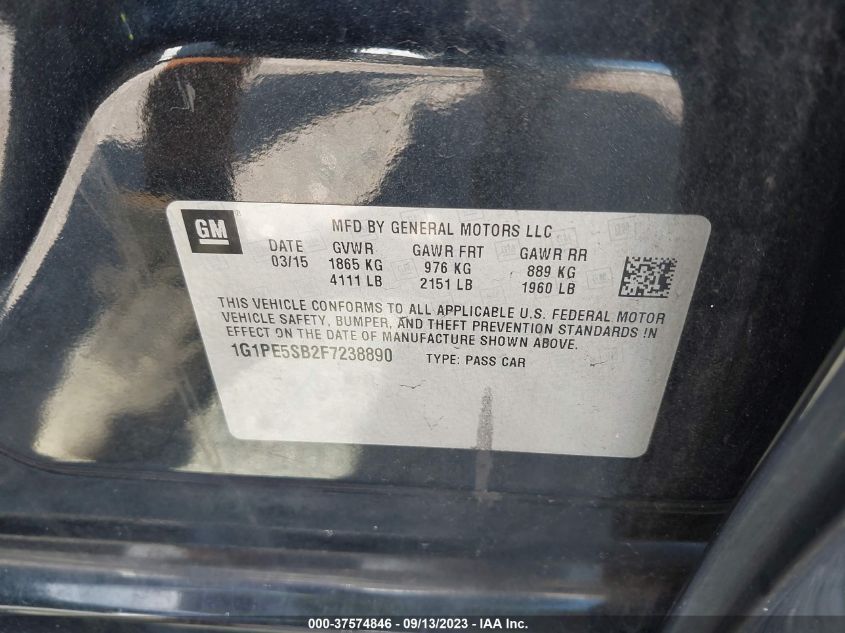 GM
®
MFD BY GENERAL MOTORS LLC
DATE GVWR GAWR FRT GAWR RR
03/15 1865 KG 976 KG 889 KG
4111 LB 2151 LB 1960 LB
THIS VEHICLE CONFORMS TO ALL APPLICABLE U.S. FEDERAL MOTOR
VEHICLE SAFETY, BUMPER, AND THEFT PREVENTION STANDARDS IN
EFFECT ON THE DATE OF MANUFACTURE SHOWN ABOVE.
1G1PE5SB2F7238890 TYPE: PASS CAR
000-37574846 - 09/13/2023 - IAA Inc.